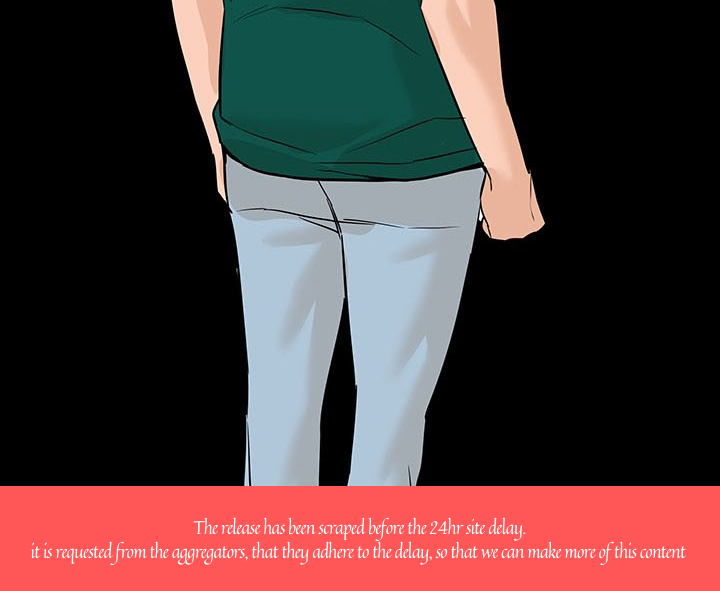 The release has been scraped before the 24hr site delay.
it is requested from the aggregators, that they adhere to the delay, so that we can make more of this content